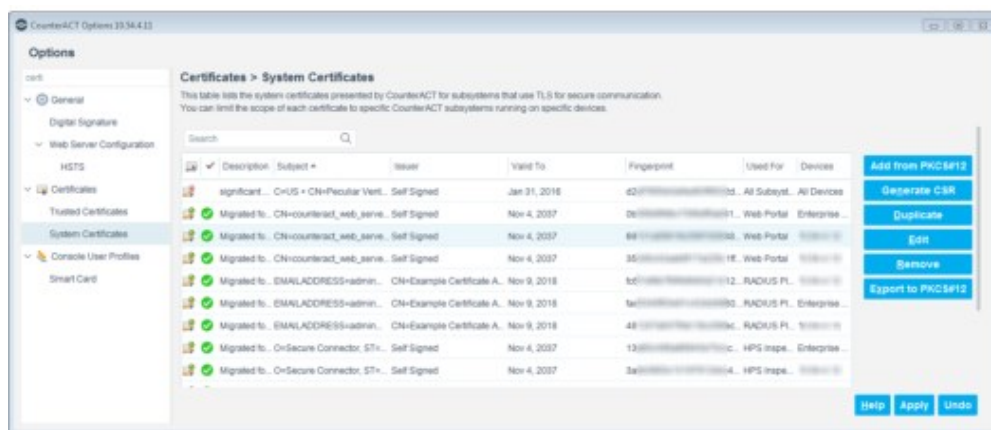 CounterACT Options
Options
certi
General
Digital Signature
Web Server Configuration
HSTS
Certificates
Trusted Certificates
System Certificates
Console User Profiles
Smart Card
Certificates > System Certificates
This table lists the system certificates presented by CounterACT for subsystems that use TLS for secure communication.
You can limit the scope of each certificate to specific CounterACT subsystems running on specific devices.
Search
Description Subject Issuer Valid To Fingerprint Used For Devices
significant... C=US + CN=Peculiar Vent... Self Signed Jan 31, 2016 All Subsyst... All Devices
Migrated fo... CN=counteract_web_serve... Self Signed Nov 4, 2037 Web Portal Enterprise ...
Migrated fo... CN=counteract_web_serve... Self Signed Nov 4, 2037 Web Portal
Migrated fo... CN=counteract_web_serve... Self Signed Nov 4, 2037 Web Portal
Migrated fo... EMAILADDRESS=admin... CN=Example Certificate A... Nov 9, 2018 RADIUS Pl...
Migrated fo... EMAILADDRESS=admin... CN=Example Certificate A... Nov 9, 2018 RADIUS Pl... Enterprise ...
Migrated fo... EMAILADDRESS=admin... CN=Example Certificate A... Nov 9, 2018 RADIUS Pl...
Migrated fo... O=Secure Connector, ST=... Self Signed Nov 4, 2037 HPS Inspe... Enterprise ...
Migrated fo... O=Secure Connector, ST=... Self Signed Nov 4, 2037 HPS Inspe...
Add from PKCS#12
Generate CSR
Duplicate
Edit
Remove
Export to PKCS#12
Help Apply Undo